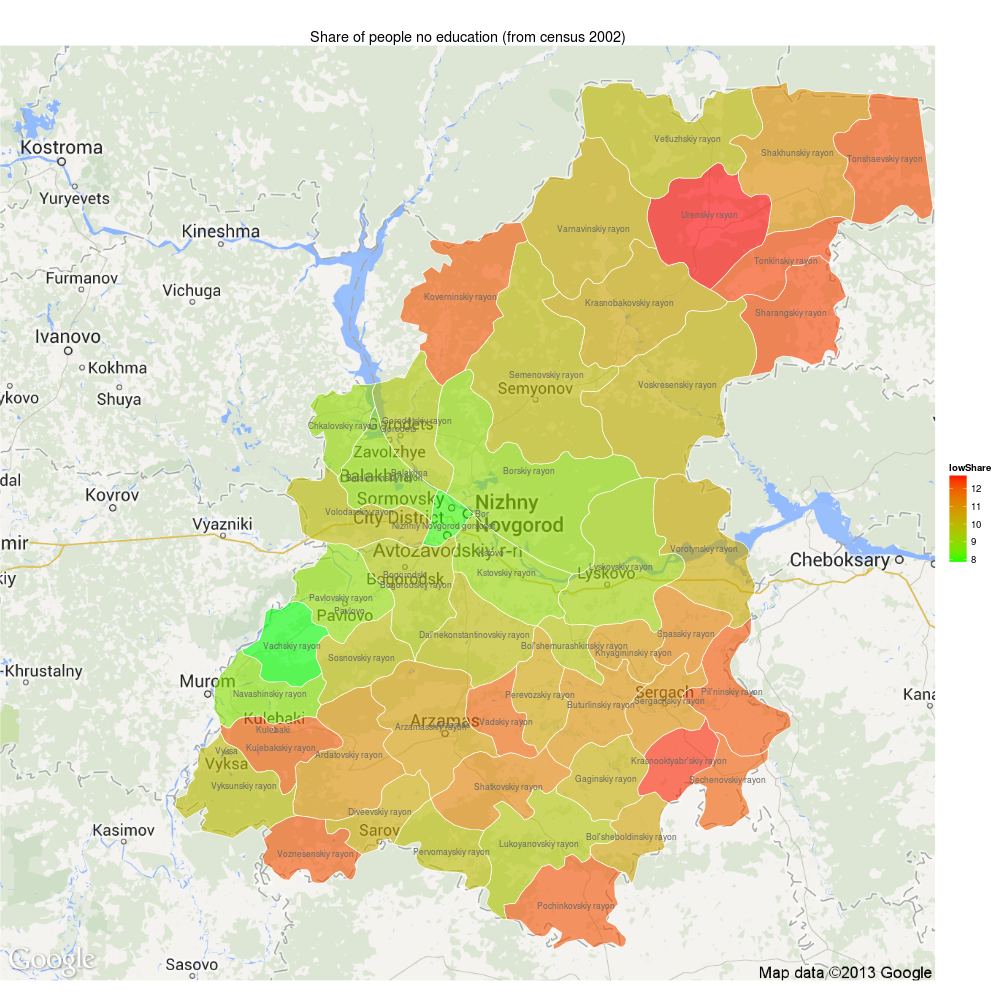 Share of people no education (from census 2002)
Kostroma
Yuryevets
Kineshma
Furmanov
Vichuga
Ivanovo
Kokhma
Shuya
ykovo
dal
Kovrov
Vyazniki
mir
kiy
-Khrustalny
Murom
Kasimov
Sasovo
Cheboksary
Kana
Vetluzhskiy rayon
Shakhunskiy rayon
Tonshaevskiy rayon
Urenskiy rayon
Varnavinskiy rayon
Tonkinskiy rayon
Koverninskiy rayon
Krasnobakovskiy rayon
Sharangskiy rayon
Semenovskiy rayon
Semyonov
Voskresenskiy rayon
Chkalovskiy rayon
Gorodets
Gorodetskiy rayon
Zavolzhye
Balakhna
Borskiy rayon
Sormovsky
City District
Volodarskiy rayon
Nizhny
Novgorod
Bor
Nizhniy Novgorod gorsovet
Avtozavodskiy r-n
Kstovo
Kstovskiy rayon
Vorotynskiy rayon
Lyskovskiy rayon
Lyskovo
Bogorodsk
Bogorodskiy rayon
Pavlovskiy rayon
Pavlovo
Pavlovo
Vachskiy rayon
Sosnovskiy rayon
Dal'nekonstantinovskiy rayon
Bol'shemurashkinskiy rayon
Knyagininskiy rayon
Spasskiy rayon
Navashinskiy rayon
Perevozskiy rayon
Buturlinskiy rayon
Sergach
Sergachskiy rayon
Pil'ninskiy rayon
Kulebaki
Kulebaki
Kulebakskiy rayon
Arzamas
Arzamasskiy rayon
Vadskiy rayon
Ardatovskiy rayon
Vyksa
Vyksa
Vyksunskiy rayon
Shatkovskiy rayon
Gaginskiy rayon
Krasnooktyabr'skiy rayon
Sechenovskiy rayon
Diveevskiy rayon
Sarov
Voznesenskiy rayon
Pervomayskiy rayon
Lukoyanovskiy rayon
Bol'sheboldinskiy rayon
Pochinkovskiy rayon
lowShare
12
11
10
9
8
Google
Map data ©2013 Google